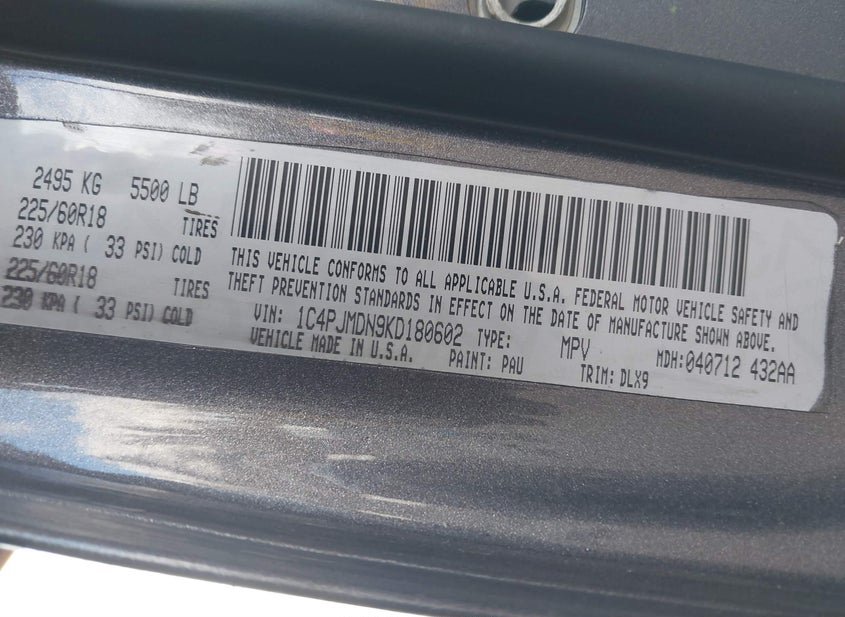 2495 KG 5500 LB
225/60R18 TIRES
230 KPA ( 33 PSI) COLD
225/60R18 TIRES
230 KPA ( 33 PSI) COLD
THIS VEHICLE CONFORMS TO ALL APPLICABLE U.S.A. FEDERAL MOTOR VEHICLE SAFETY AND
THEFT PREVENTION STANDARDS IN EFFECT ON THE DATE OF MANUFACTURE SHOWN ABOVE.
VIN: 1C4PJMDN9KD180602 TYPE: MPV MDH:040712 432AA
VEHICLE MADE IN U.S.A. PAINT: PAU TRIM: DLX9